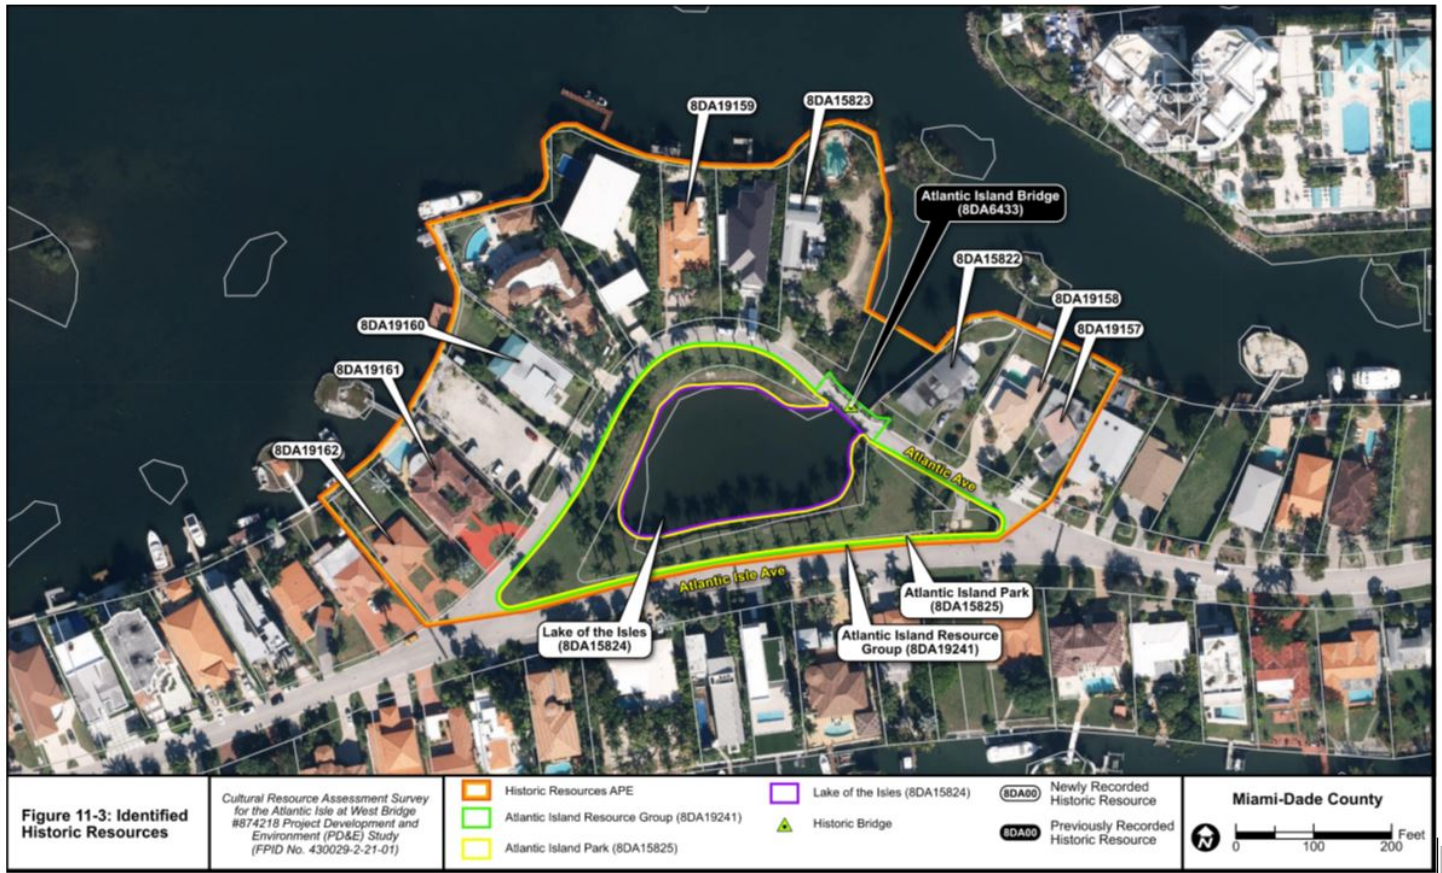 8DA19159
8DA15823
Atlantic Island Bridge
(8DA6433)
8DA15822
8DA19158
8DA19157
8DA19160
8DA19161
8DA19162
Atlantic Ave
Atlantic Isle Ave
Lake of the Isles
(8DA15824)
Atlantic Island Park
(8DA15825)
Atlantic Island Resource
Group (8DA19241)
Figure 11-3: Identified
Historic Resources
Cultural Resource Assessment Survey
for the Atlantic Isle at West Bridge
#874218 Project Development and
Environment (PD&E) Study
(FPID No. 430029-2-21-01)
Historic Resources APE
Atlantic Island Resource Group (8DA19241)
Atlantic Island Park (8DA15825)
Lake of the Isles (8DA15824)
Historic Bridge
8DA00 Newly Recorded
Historic Resource
8DA00 Previously Recorded
Historic Resource
Miami-Dade County
N
Feet
0 100 200